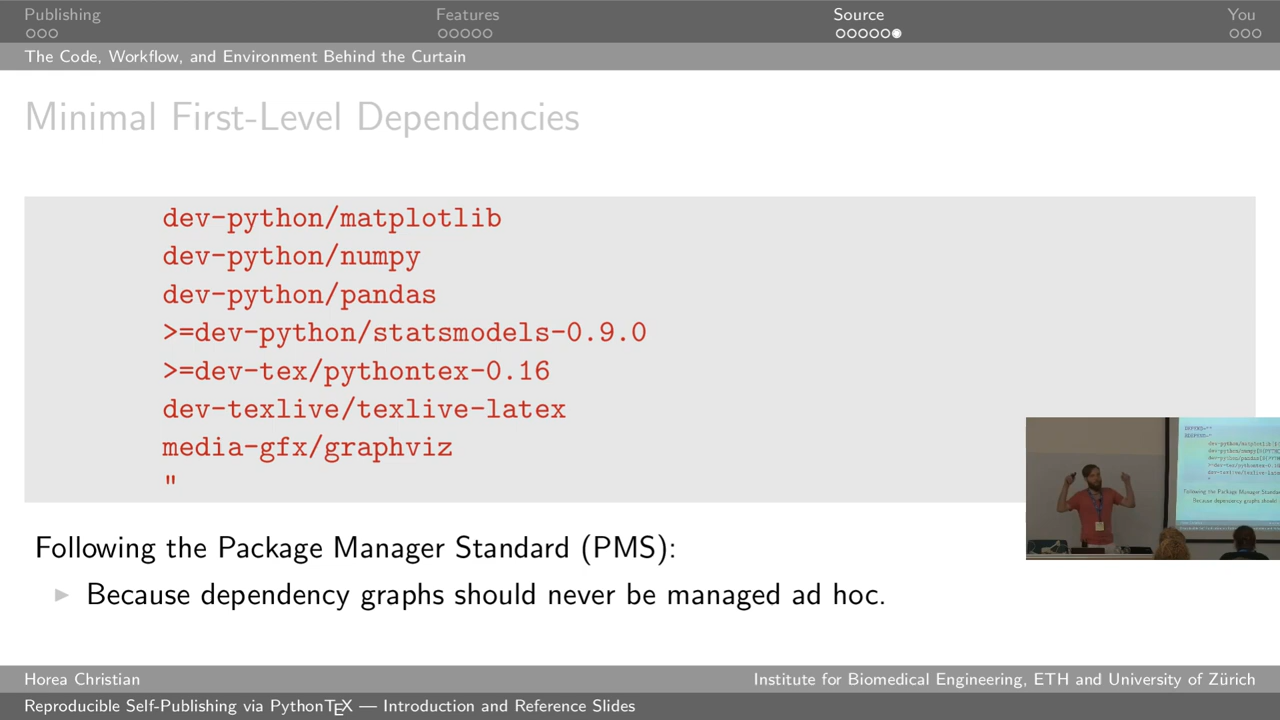 Publishing
Features
Source
You
The Code, Workflow, and Environment Behind the Curtain
Minimal First-Level Dependencies
dev-python/matplotlib
dev-python/numpy
dev-python/pandas
>=dev-python/statsmodels-0.9.0
>=dev-tex/pythontex-0.16
dev-texlive/texlive-latex
media-gfx/graphviz
"
Following the Package Manager Standard (PMS):
Because dependency graphs should never be managed ad hoc.
Horea Christian
Institute for Biomedical Engineering, ETH and University of Zürich
Reproducible Self-Publishing via PythonTEX — Introduction and Reference Slides